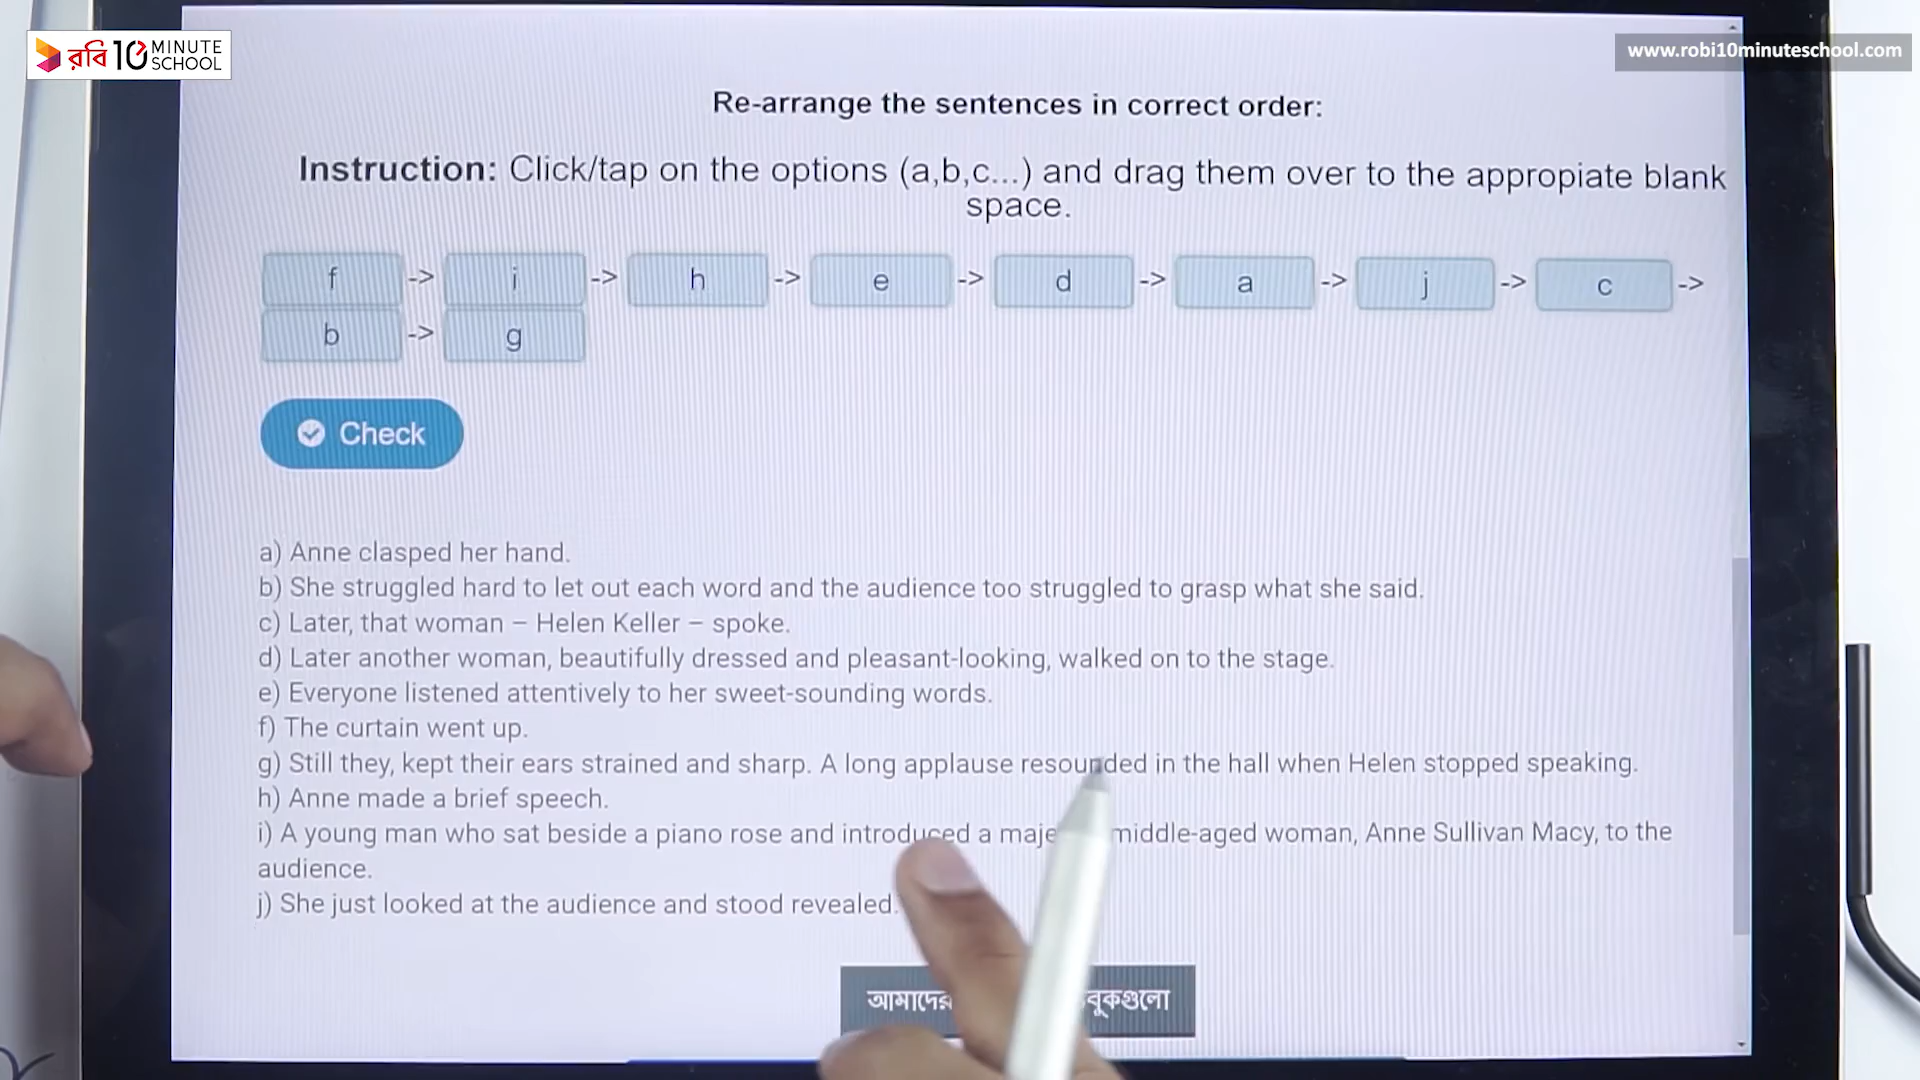 রবি 10 MINUTE SCHOOL
www.robi10minuteschool.com
Re-arrange the sentences in correct order:
Instruction: Click/tap on the options (a,b,c...) and drag them over to the appropiate blank
space.
f -> i -> h -> e -> d -> a -> j -> c ->
b -> g
Check
a) Anne clasped her hand.
b) She struggled hard to let out each word and the audience too struggled to grasp what she said.
c) Later, that woman – Helen Keller – spoke.
d) Later another woman, beautifully dressed and pleasant-looking, walked on to the stage.
e) Everyone listened attentively to her sweet-sounding words.
f) The curtain went up.
g) Still they, kept their ears strained and sharp. A long applause resounded in the hall when Helen stopped speaking.
h) Anne made a brief speech.
i) A young man who sat beside a piano rose and introduced a middle-aged woman, Anne Sullivan Macy, to the
audience.
j) She just looked at the audience and stood revealed.
আমাদের